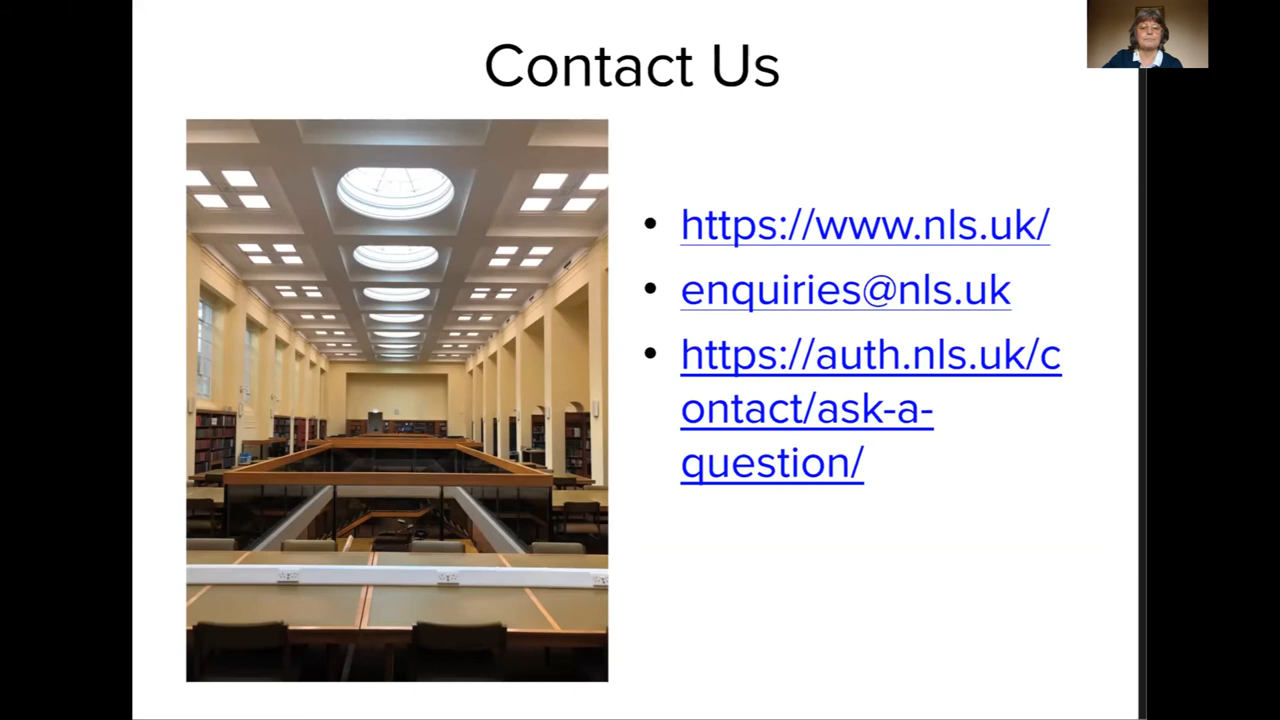 Contact Us
• https://www.nls.uk/
• enquiries@nls.uk
• https://auth.nls.uk/c
ontact/ask-a-
question/